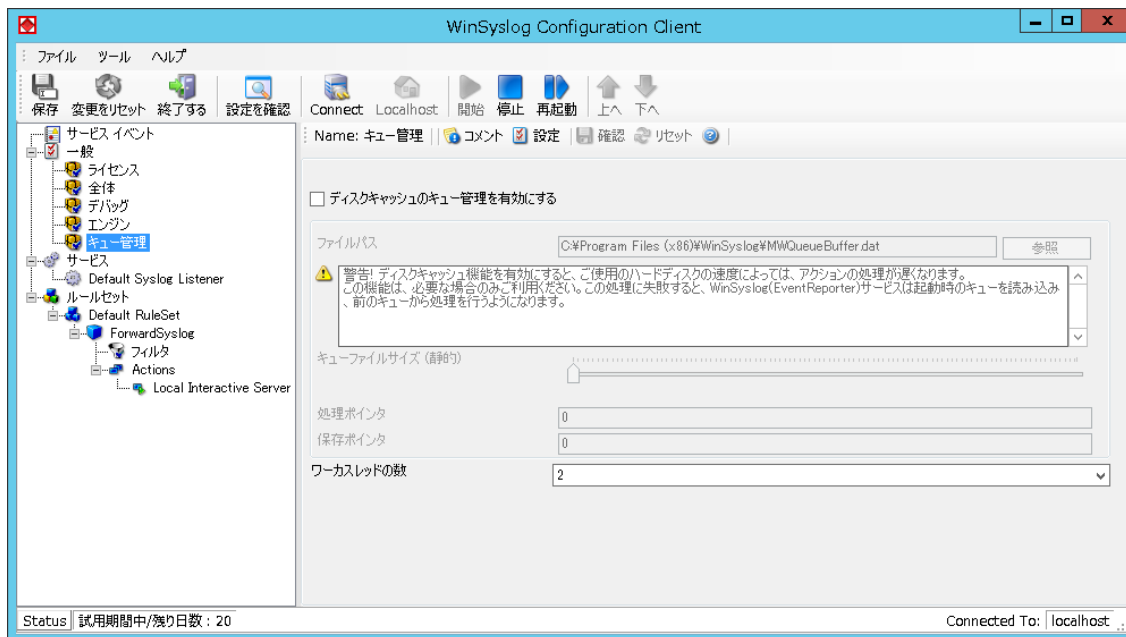 WinSyslog Configuration Client
ファイル ツール ヘルプ
保存 変更をリセット 終了する 設定を確認 Connect Localhost 開始 停止 再起動 上へ 下へ
サービス イベント
一般
ライセンス
全体
デバッグ
エンジン
キュー管理
サービス
Default Syslog Listener
ルールセット
Default RuleSet
ForwardSyslog
フィルタ
Actions
Local Interactive Server
Name: キュー管理 コメント 設定 確認 リセット
ディスクキャッシュのキュー管理を有効にする
ファイルパス C:¥Program Files (x86)¥WinSyslog¥MWQueueBuffer.dat 参照
警告! ディスクキャッシュ機能を有効にすると、ご使用のハードディスクの速度によっては、アクションの処理が遅くなります。
この機能は、必要な場合のみご利用ください。この処理に失敗すると、WinSyslog(EventReporter)サービスは起動時のキューを読み込み
、前のキューから処理を行うようになります。
キューファイルサイズ (静的)
処理ポインタ 0
保存ポインタ 0
ワーカスレッドの数 2
Status 試用期間中/残り日数 : 20 Connected To: localhost